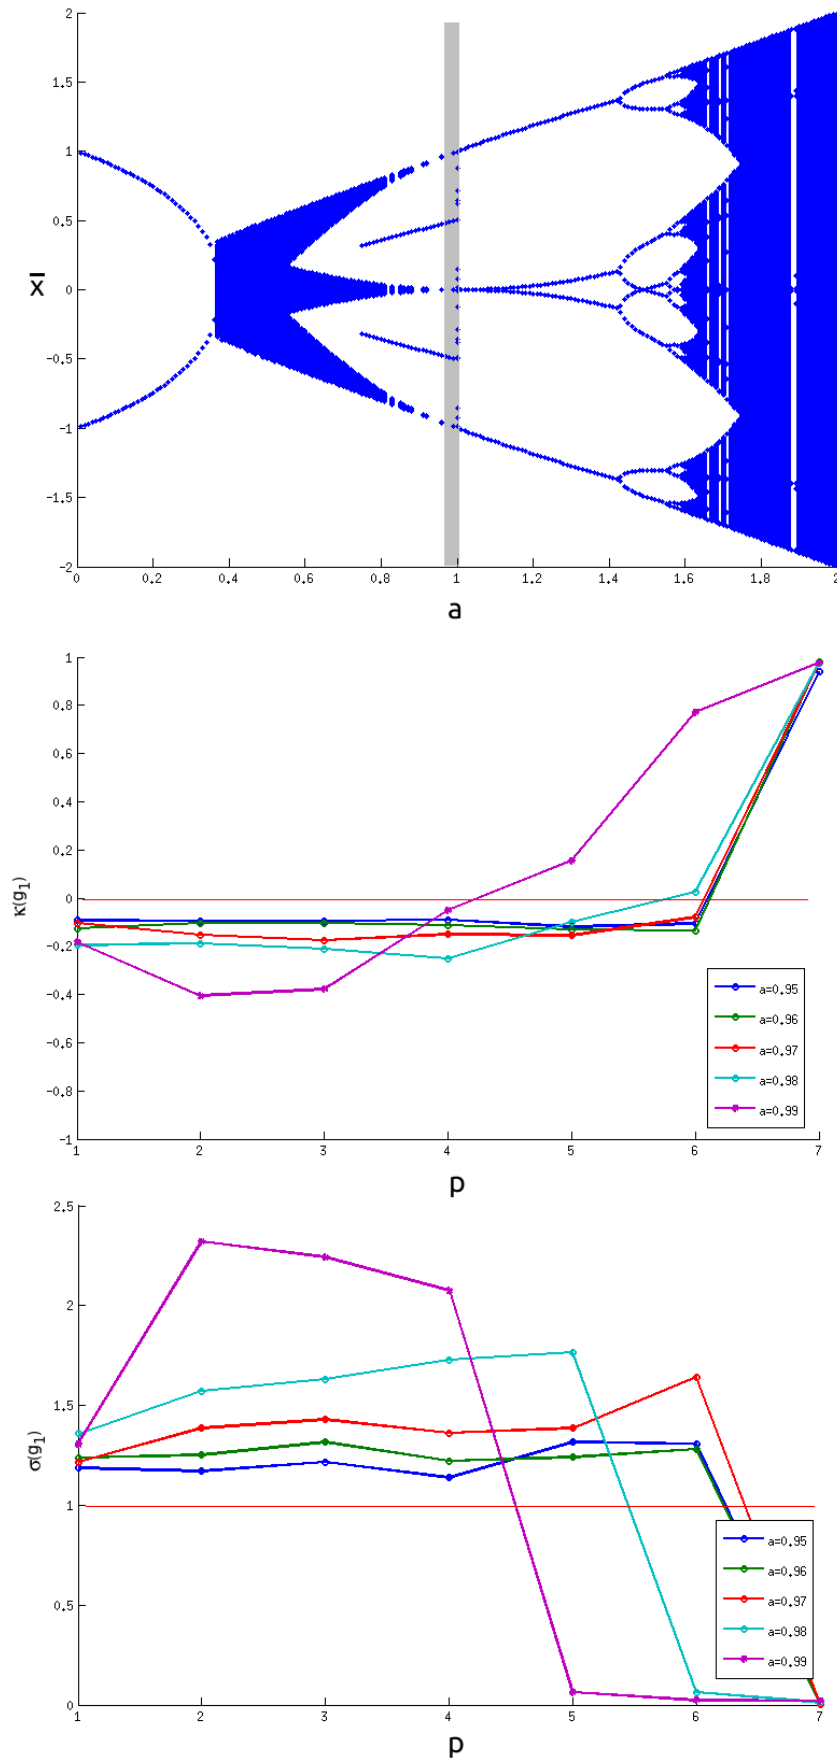 2
1.5
1
0.5
0
-0.5
-1
-1.5
-2
x̄
0 0.2 0.4 0.6 0.8 1 1.2 1.4 1.6 1.8 2
a
1
0.8
0.6
0.4
0.2
0
-0.2
-0.4
-0.6
-0.8
-1
κ(g₁)
a=0.95
a=0.96
a=0.97
a=0.98
a=0.99
1 2 3 4 5 6 7
p
2.5
2
1.5
1
0.5
0
σ(g₁)
a=0.95
a=0.96
a=0.97
a=0.98
a=0.99
1 2 3 4 5 6 7
p